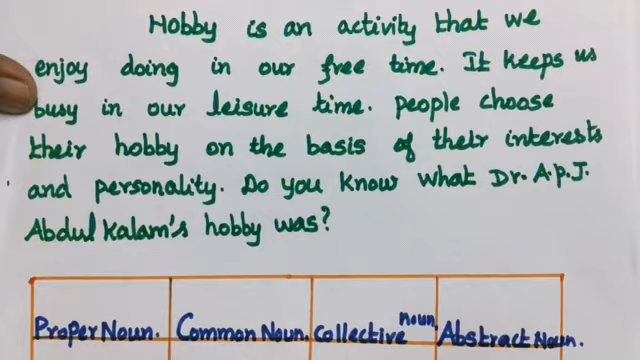 Hobby is an activity that we
enjoy doing in our free time. It keeps us
busy in our leisure time. People choose
their hobby on the basis of their interests
and personality. Do you know what Dr. A.P.J.
Abdul Kalam's hobby was?
Proper Noun. Common Noun. Collective noun Abstract Noun.